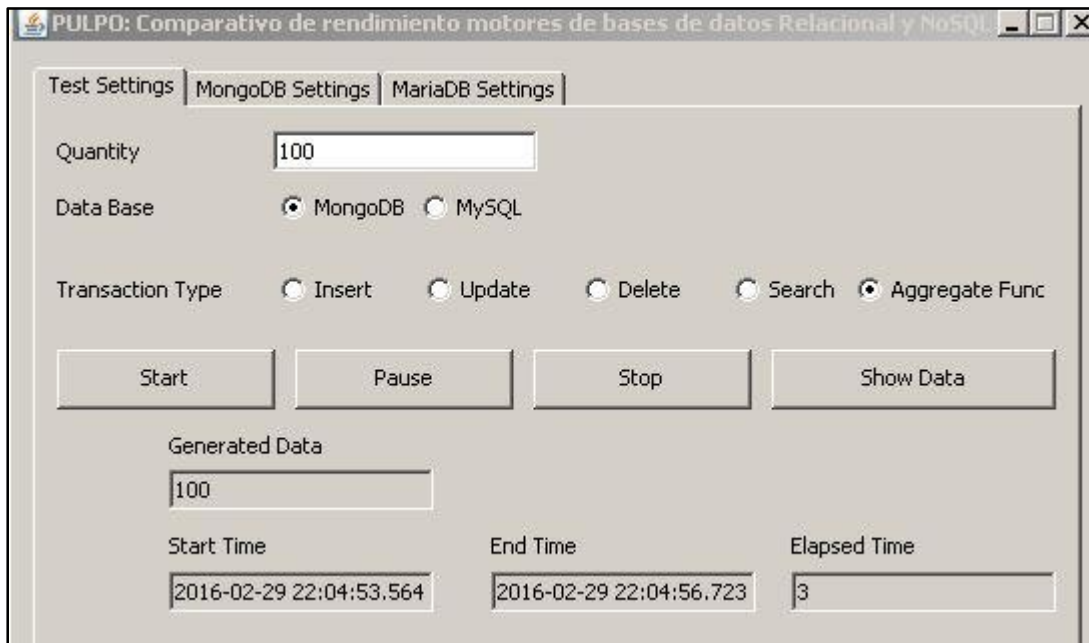 PULPO: Comparativo de rendimiento motores de bases de datos Relacional y NoSQL
Test Settings MongoDB Settings MariaDB Settings
Quantity 100
Data Base MongoDB MySQL
Transaction Type Insert Update Delete Search Aggregate Func
Start Pause Stop Show Data
Generated Data
100
Start Time End Time Elapsed Time
2016-02-29 22:04:53.564 2016-02-29 22:04:56.723 3